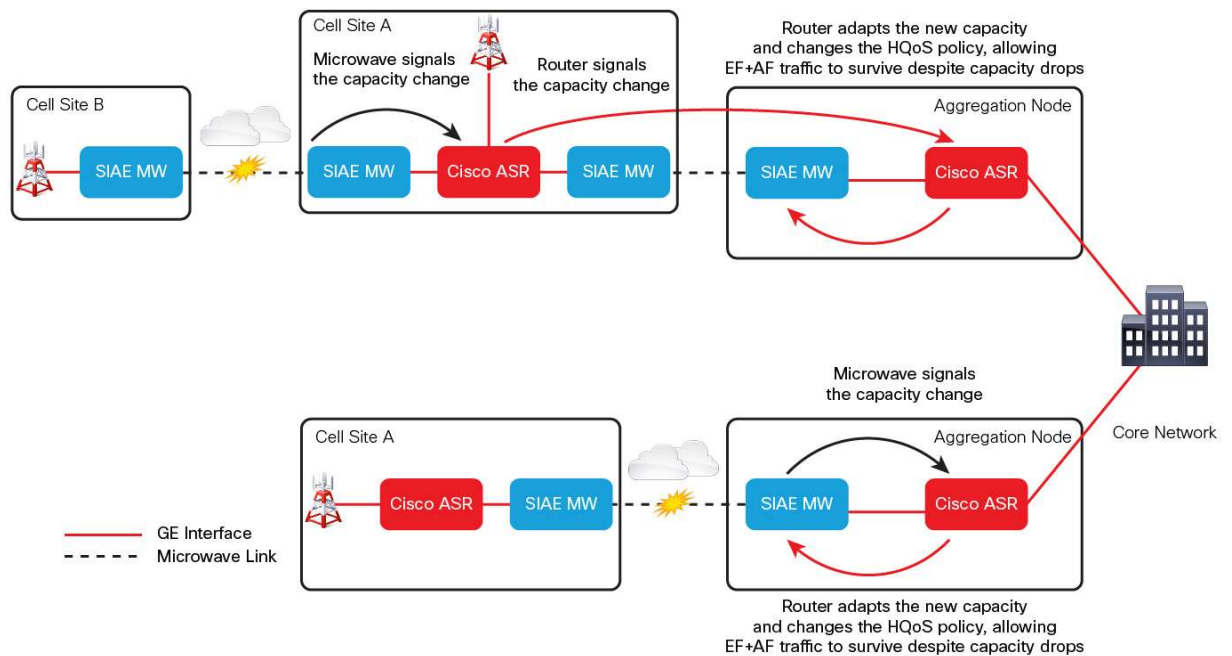 Cell Site A
Router adapts the new capacity
and changes the HQoS policy, allowing
EF+AF traffic to survive despite capacity drops
Microwave signals
the capacity change
Router signals
the capacity change
Cell Site B
Aggregation Node
SIAE MW
SIAE MW
Cisco ASR
SIAE MW
SIAE MW
Cisco ASR
Microwave signals
the capacity change
Cell Site A
Aggregation Node
Core Network
Cisco ASR
SIAE MW
SIAE MW
Cisco ASR
GE Interface
Microwave Link
Router adapts the new capacity
and changes the HQoS policy, allowing
EF+AF traffic to survive despite capacity drops